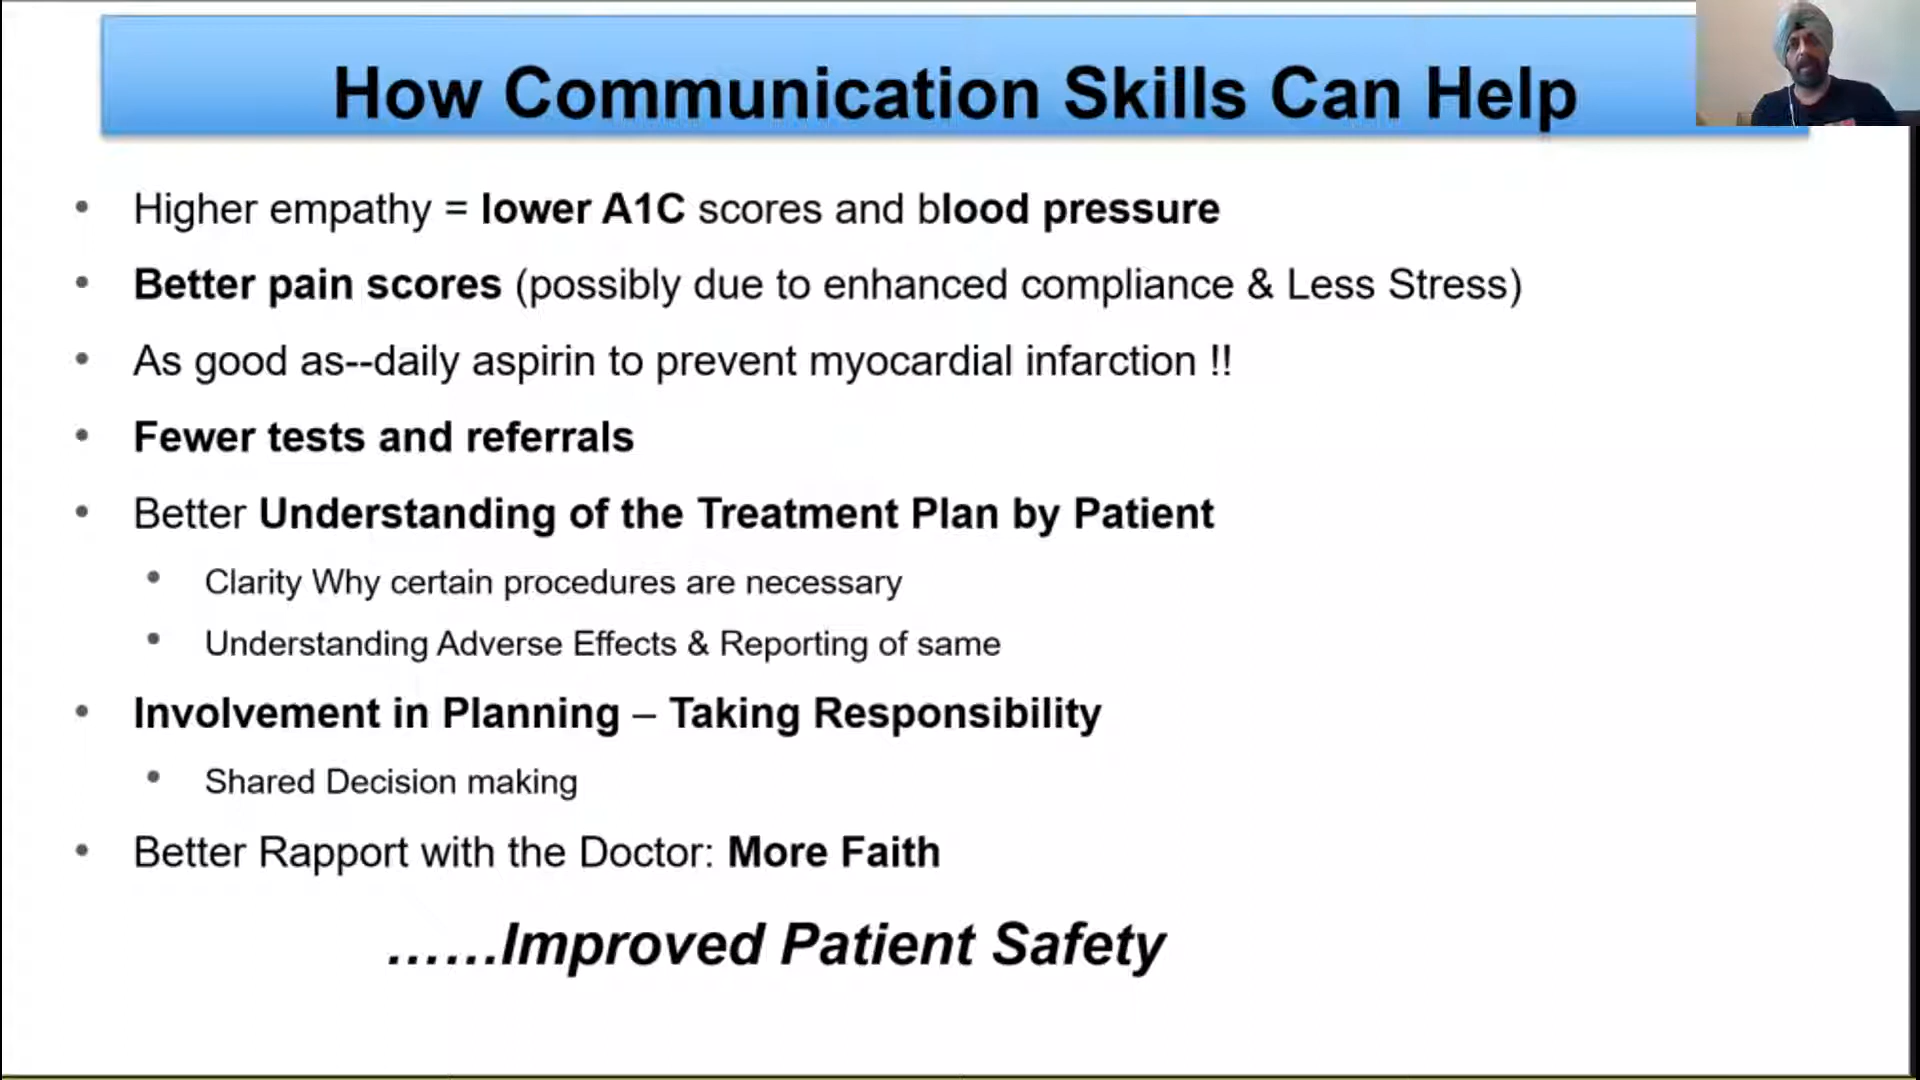 How Communication Skills Can Help
• Higher empathy = lower A1C scores and blood pressure
• Better pain scores (possibly due to enhanced compliance & Less Stress)
• As good as--daily aspirin to prevent myocardial infarction !!
• Fewer tests and referrals
• Better Understanding of the Treatment Plan by Patient
• Clarity Why certain procedures are necessary
• Understanding Adverse Effects & Reporting of same
• Involvement in Planning – Taking Responsibility
• Shared Decision making
• Better Rapport with the Doctor: More Faith
……Improved Patient Safety